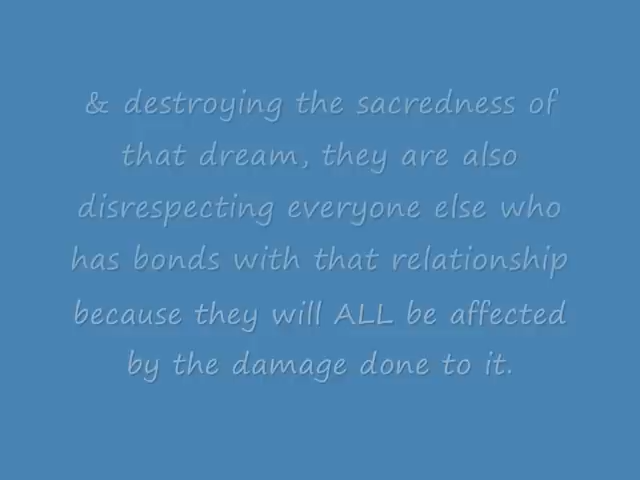 & destroying the sacredness of
that dream, they are also
disrespecting everyone else who
has bonds with that relationship
because they will ALL be affected
by the damage done to it.